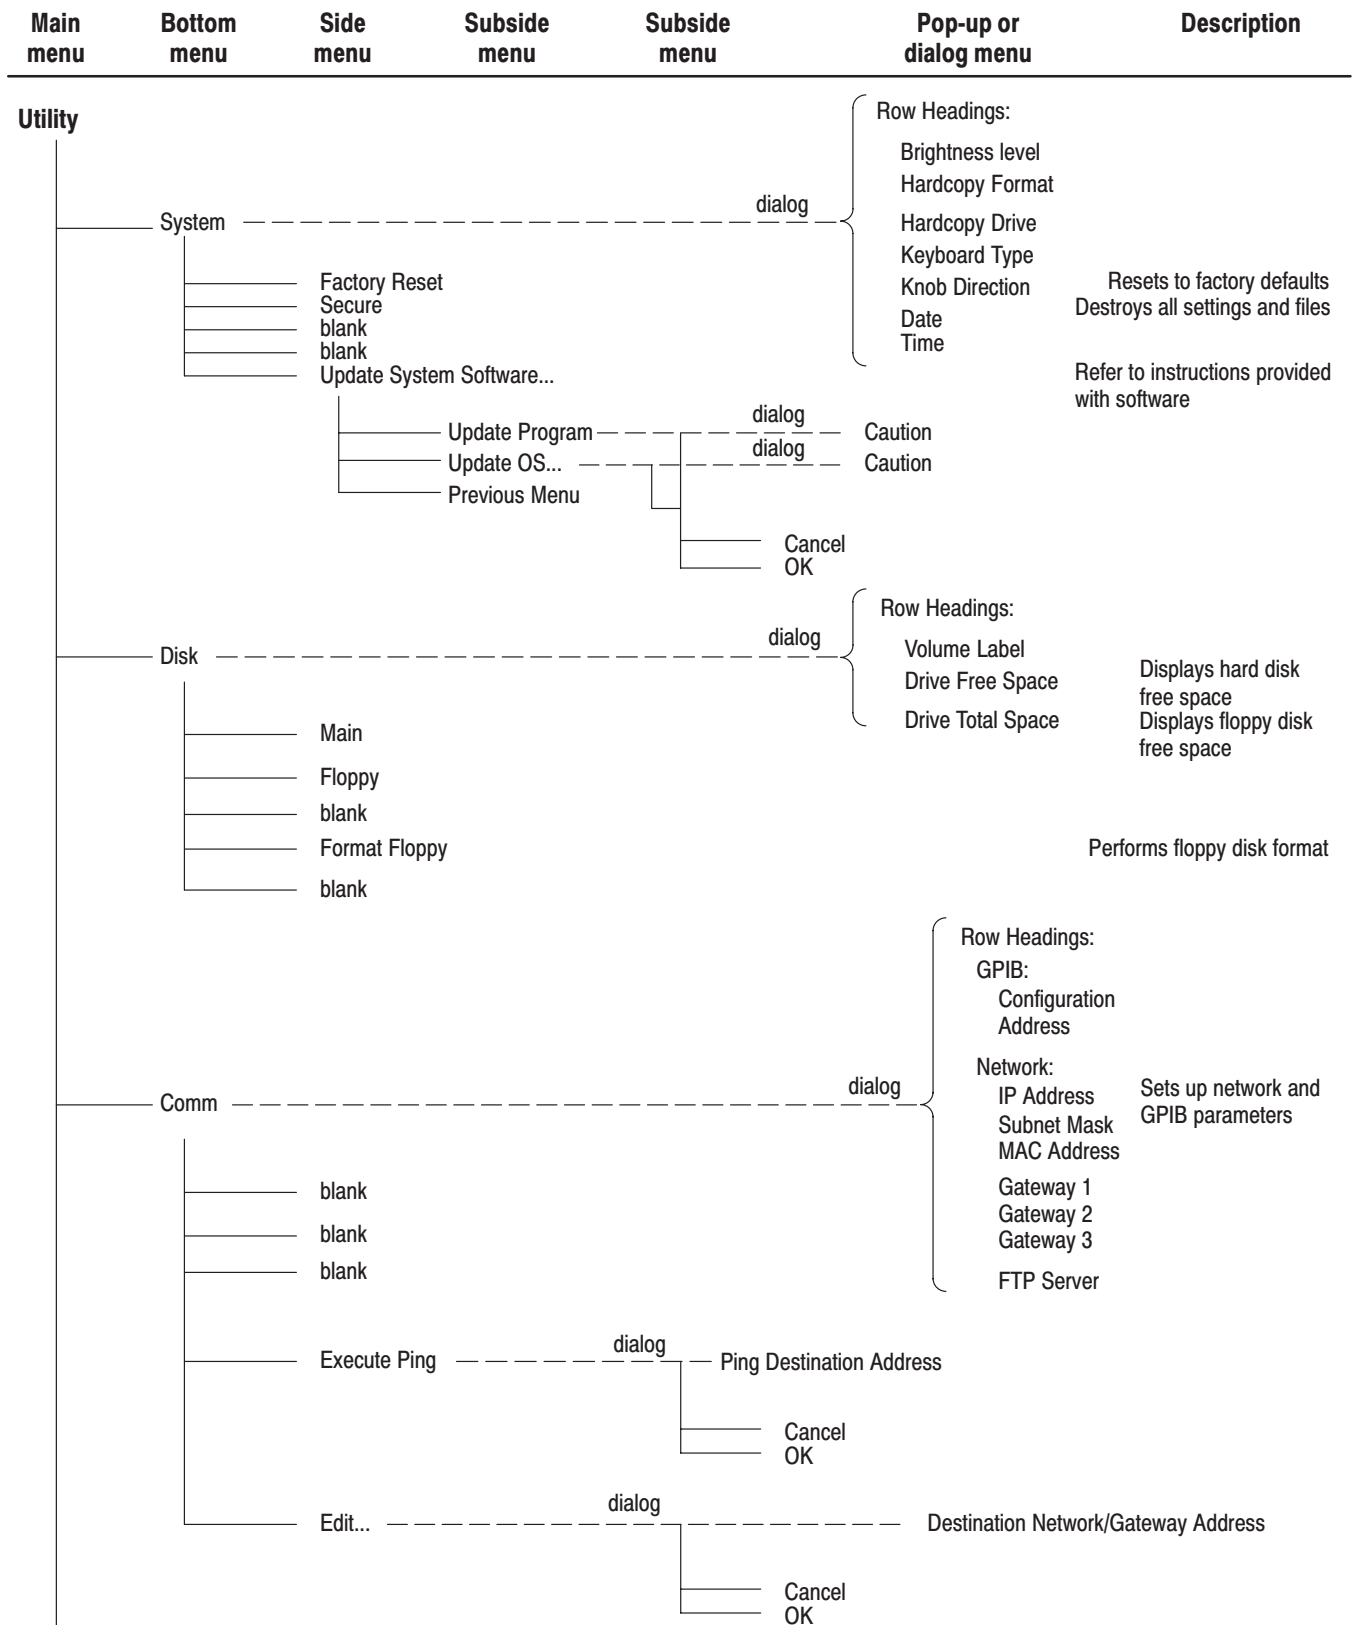 Main menu
Bottom menu
Side menu
Subside menu
Subside menu
Pop-up or dialog menu
Description
Utility
Row Headings:
Brightness level
Hardcopy Format
dialog
System
Hardcopy Drive
Keyboard Type
Factory Reset
Knob Direction
Resets to factory defaults
Secure
Destroys all settings and files
blank
Date
Time
blank
Update System Software...
Refer to instructions provided
with software
dialog
Update Program
Caution
dialog
Update OS...
Caution
Previous Menu
Cancel
OK
Row Headings:
dialog
Disk
Volume Label
Drive Free Space
Displays hard disk
free space
Drive Total Space
Displays floppy disk
free space
Main
Floppy
blank
Format Floppy
Performs floppy disk format
blank
Row Headings:
GPIB:
Configuration
Address
Network:
dialog
Comm
IP Address
Sets up network and
GPIB parameters
Subnet Mask
MAC Address
blank
Gateway 1
Gateway 2
blank
Gateway 3
blank
FTP Server
dialog
Execute Ping
Ping Destination Address
Cancel
OK
dialog
Edit...
Destination Network/Gateway Address
Cancel
OK